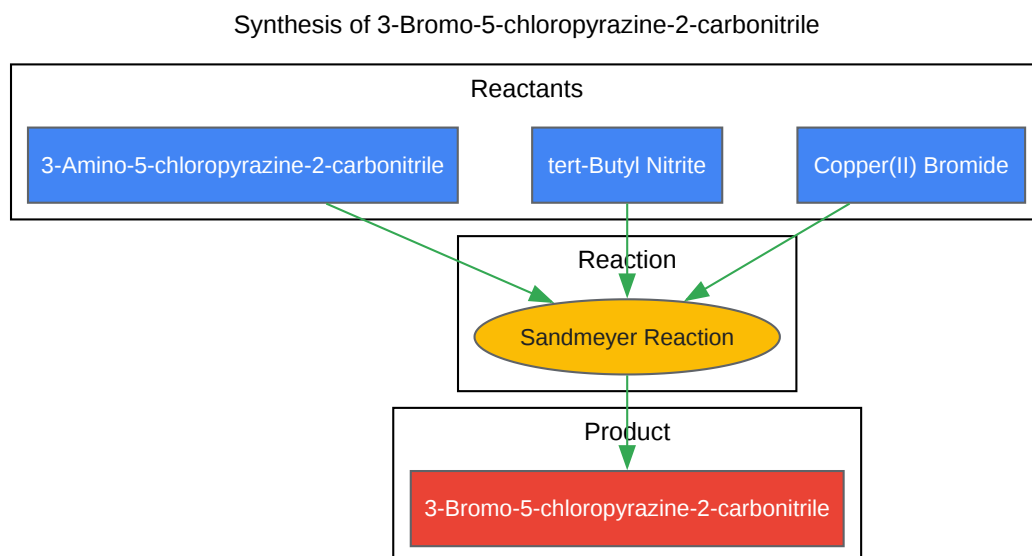 Synthesis of 3-Bromo-5-chloropyrazine-2-carbonitrile
Reactants
3-Amino-5-chloropyrazine-2-carbonitrile
tert-Butyl Nitrite
Copper(II) Bromide
Reaction
Sandmeyer Reaction
Product
3-Bromo-5-chloropyrazine-2-carbonitrile